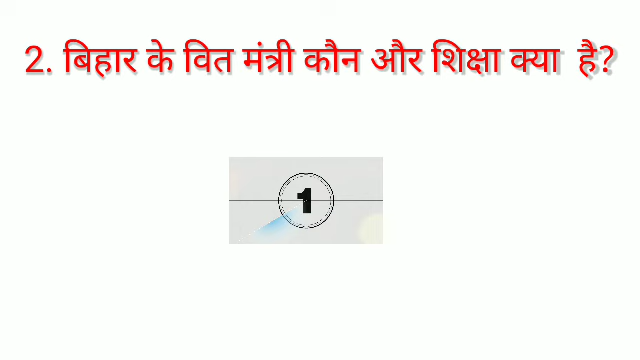 2. बिहार के वित मंत्री कौन और शिक्षा क्या है?
1